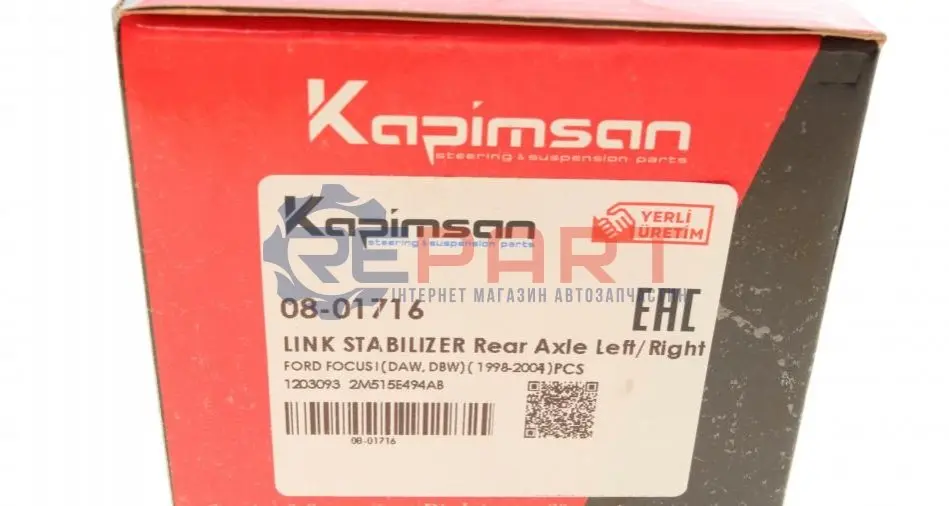 Kapimsan
steering & suspension parts
Kapimsan
steering & suspension parts
YERLİ
ÜRETİM
REPART
ІНТЕРНЕТ МАГАЗИН АВТОЗАПЧАСТИН
08-01716
EAC
LINK STABILIZER Rear Axle Left/Right
FORD FOCUS I (DAW, DBW) ( 1998-2004) PCS
1203093 2M515E494AB
08-01716